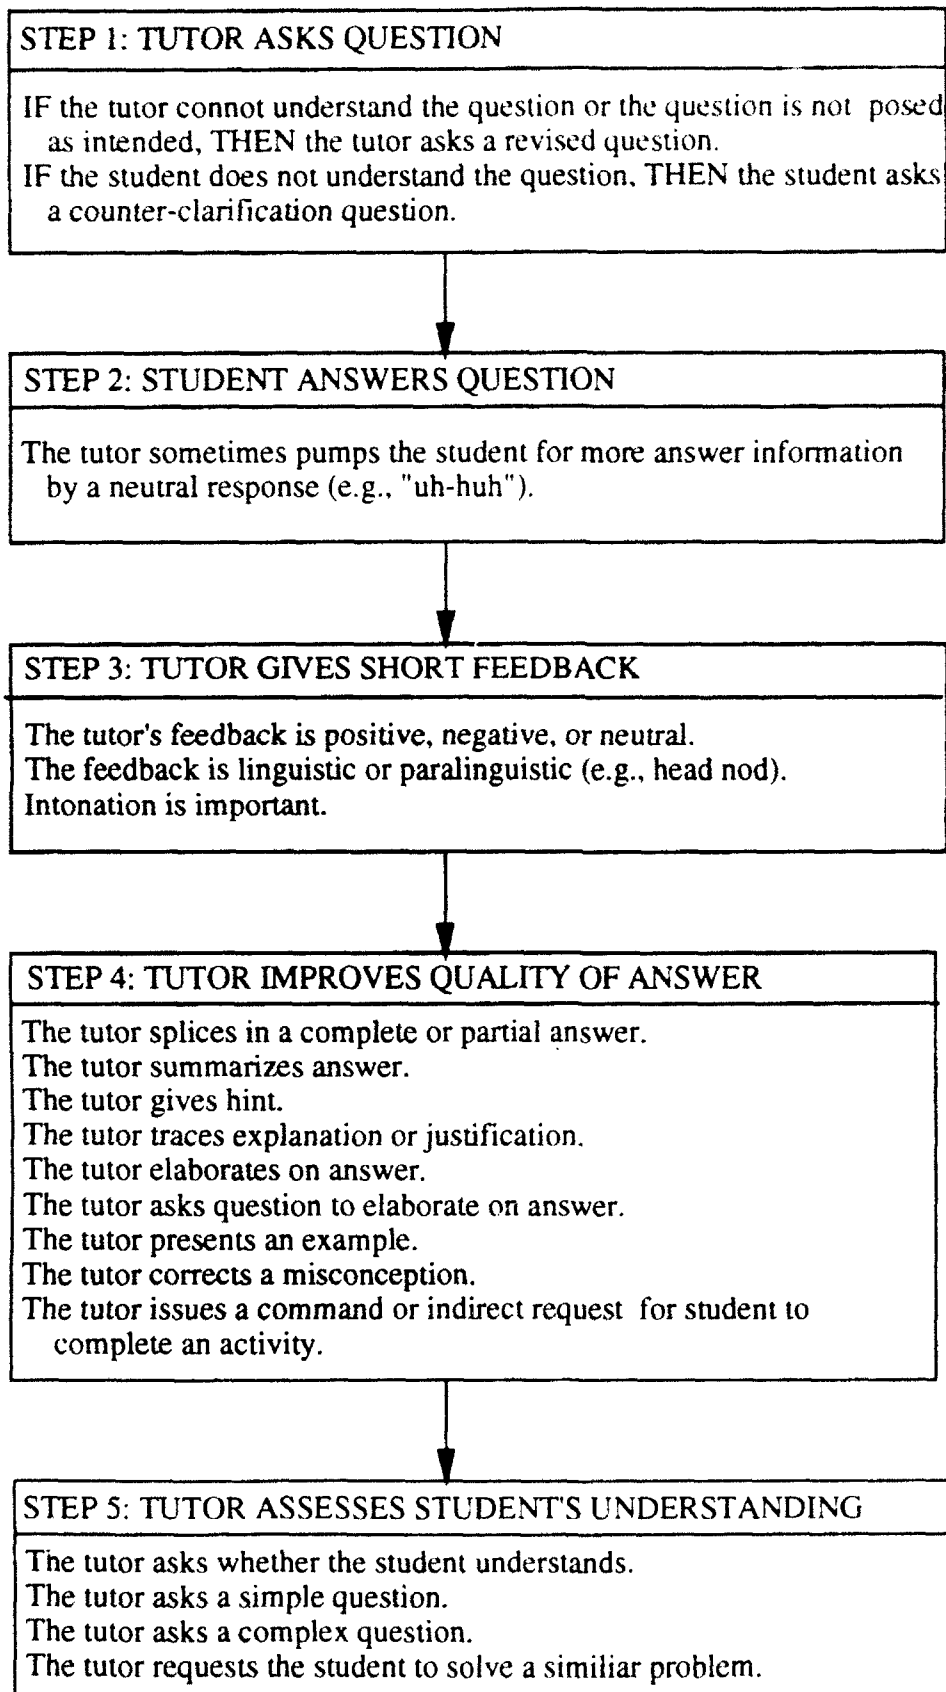 STEP 1: TUTOR ASKS QUESTION
IF the tutor connot understand the question or the question is not posed
as intended, THEN the tutor asks a revised question.
IF the student does not understand the question, THEN the student asks
a counter-clarification question.
STEP 2: STUDENT ANSWERS QUESTION
The tutor sometimes pumps the student for more answer information
by a neutral response (e.g., "uh-huh").
STEP 3: TUTOR GIVES SHORT FEEDBACK
The tutor's feedback is positive, negative, or neutral.
The feedback is linguistic or paralinguistic (e.g., head nod).
Intonation is important.
STEP 4: TUTOR IMPROVES QUALITY OF ANSWER
The tutor splices in a complete or partial answer.
The tutor summarizes answer.
The tutor gives hint.
The tutor traces explanation or justification.
The tutor elaborates on answer.
The tutor asks question to elaborate on answer.
The tutor presents an example.
The tutor corrects a misconception.
The tutor issues a command or indirect request for student to
complete an activity.
STEP 5: TUTOR ASSESSES STUDENT'S UNDERSTANDING
The tutor asks whether the student understands.
The tutor asks a simple question.
The tutor asks a complex question.
The tutor requests the student to solve a similiar problem.